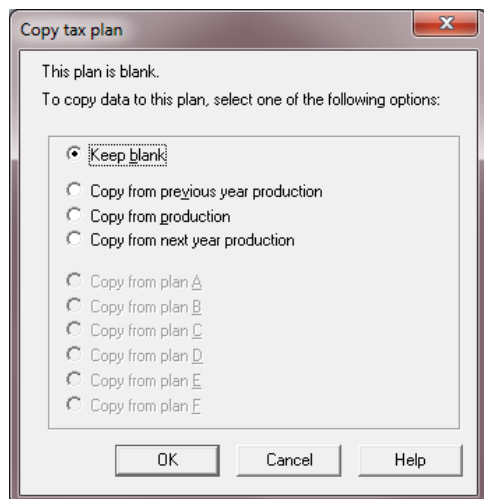 Copy tax plan
This plan is blank.
To copy data to this plan, select one of the following options:
Keep blank
Copy from previous year production
Copy from production
Copy from next year production
Copy from plan A
Copy from plan B
Copy from plan C
Copy from plan D
Copy from plan E
Copy from plan F
OK Cancel Help